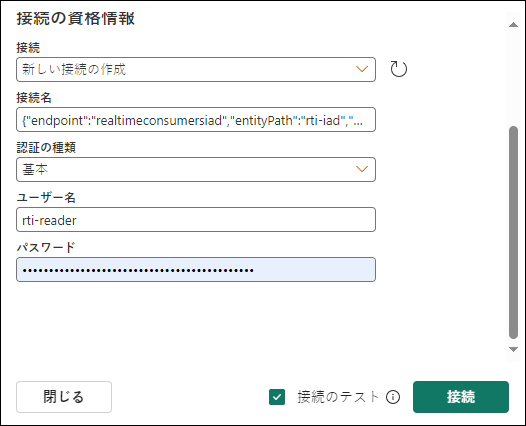 接続の資格情報
接続
新しい接続の作成
接続名
{"endpoint":"realtimeconsumersiad","entityPath":"rti-iad","...
認証の種類
基本
ユーザー名
rti-reader
パスワード
••••••••••••••••••••••••••••••••••••••••••••
閉じる
接続のテスト
接続